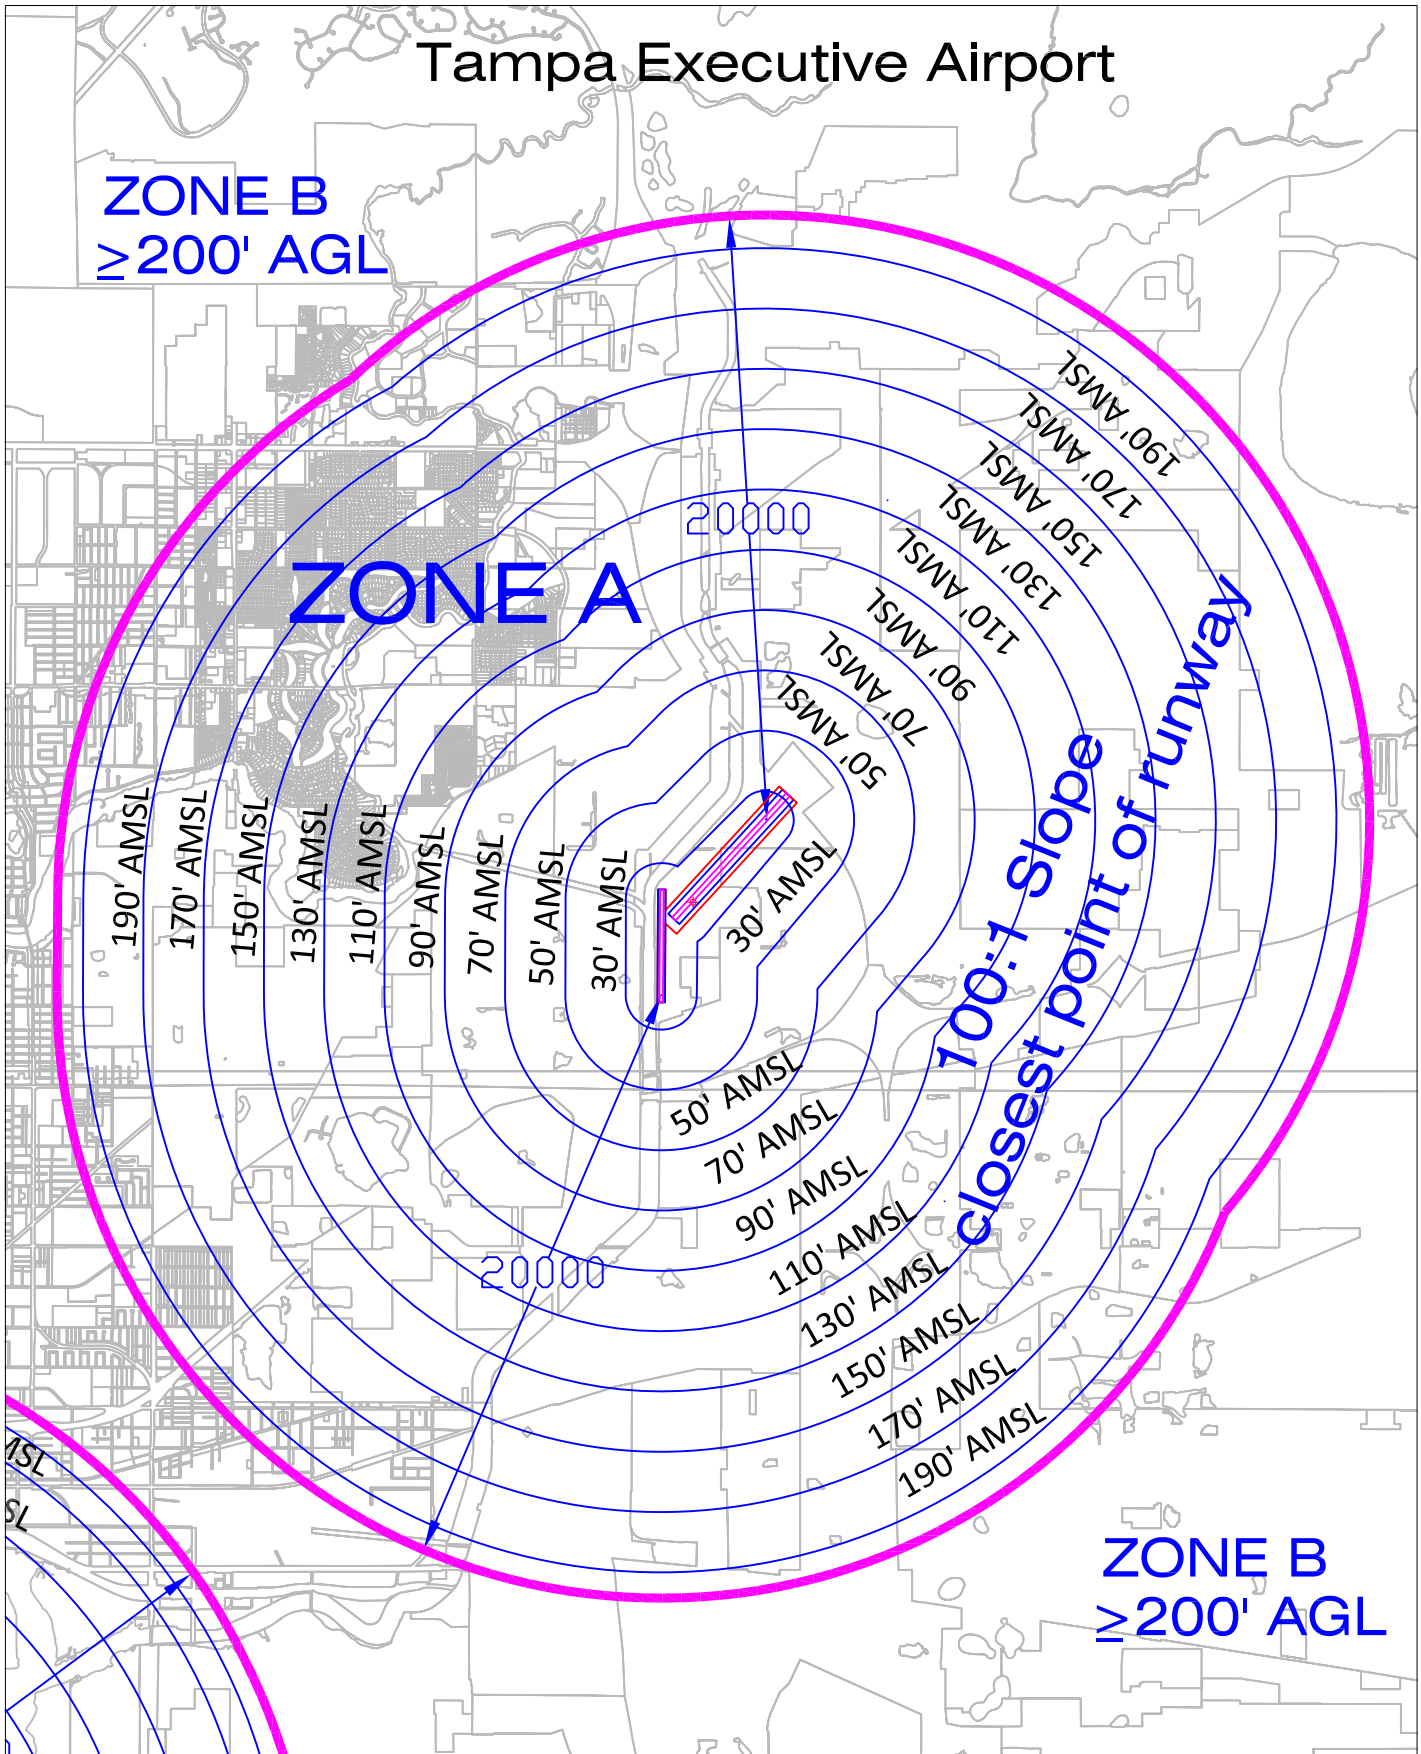 Tampa Executive Airport
ZONE B
≥200' AGL
ZONE A
20000
190' AMSL
170' AMSL
150' AMSL
130' AMSL
110' AMSL
90' AMSL
70' AMSL
50' AMSL
30' AMSL
190' AMSL
170' AMSL
150' AMSL
130' AMSL
110' AMSL
90' AMSL
70' AMSL
50' AMSL
30' AMSL
100:1 Slope
closest point of runway
50' AMSL
70' AMSL
90' AMSL
110' AMSL
130' AMSL
150' AMSL
170' AMSL
190' AMSL
20000
MSL
SL
ZONE B
≥200' AGL